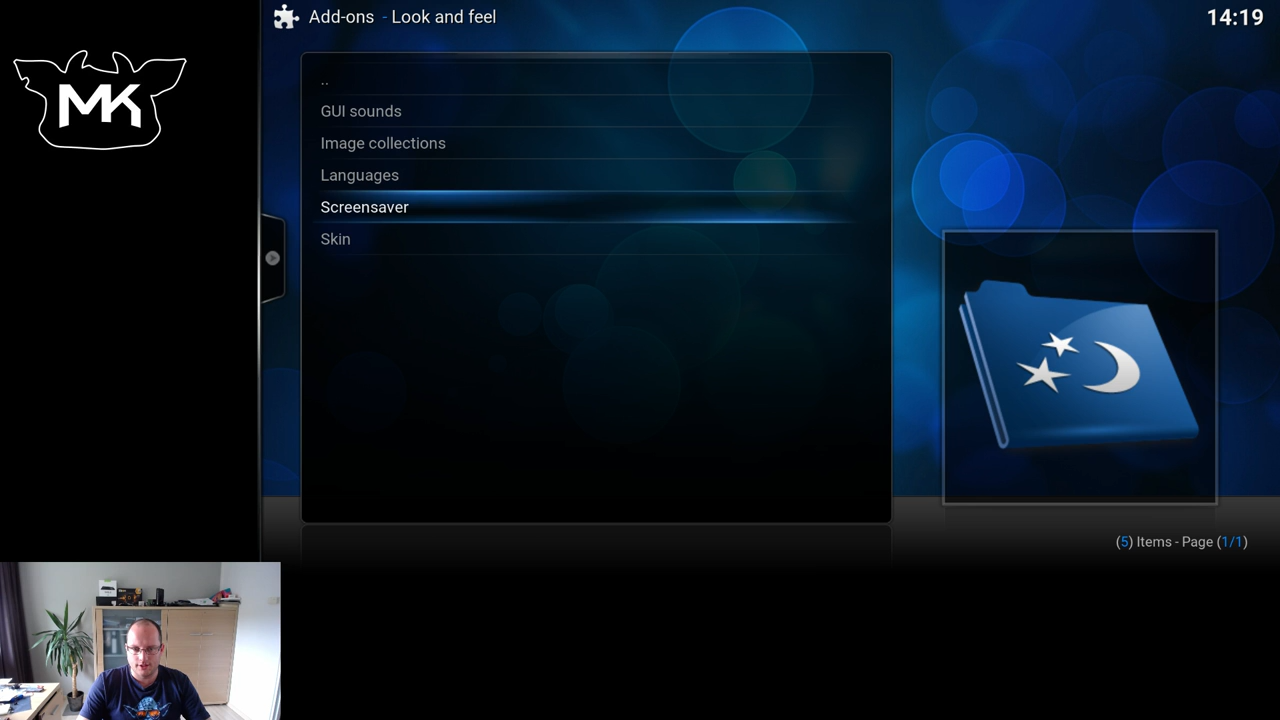 Add-ons - Look and feel
14:19
MK
..
GUI sounds
Image collections
Languages
Screensaver
Skin
(5) Items - Page (1/1)